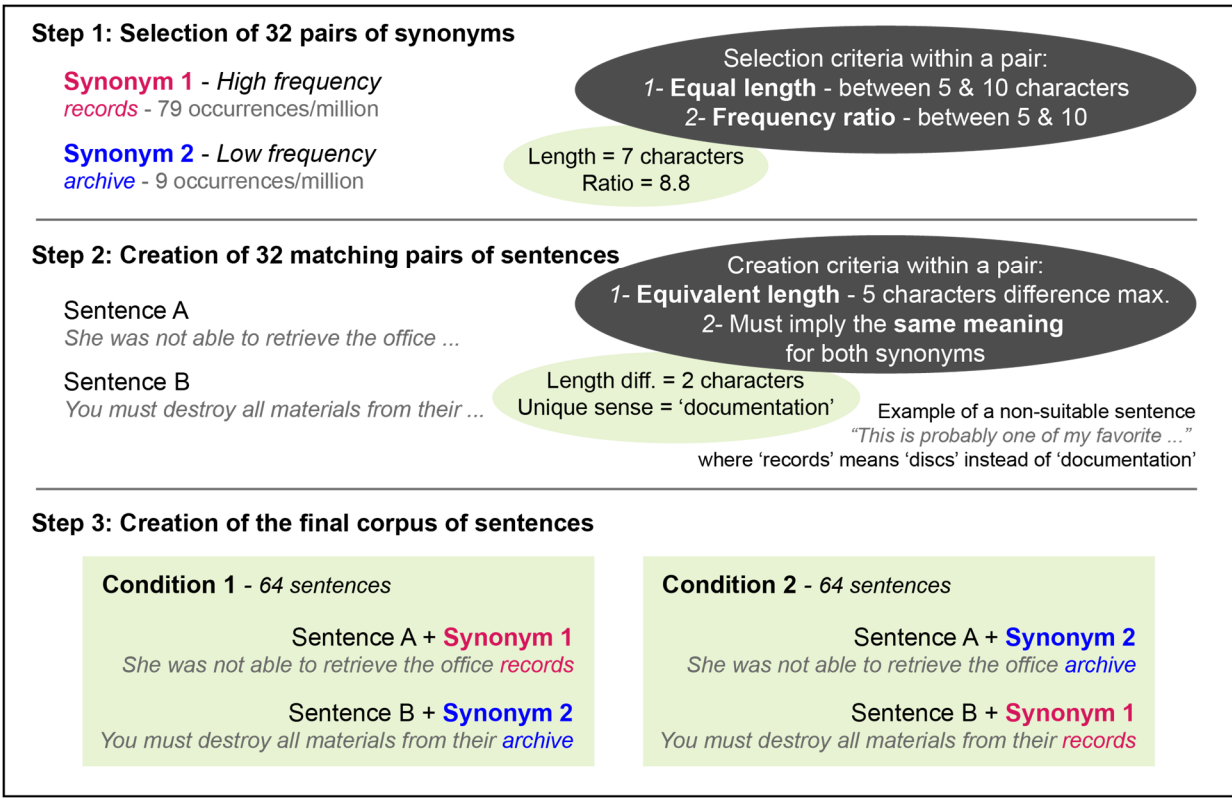 Step 1: Selection of 32 pairs of synonyms
Synonym 1 - High frequency
records - 79 occurrences/million
Synonym 2 - Low frequency
archive - 9 occurrences/million
Selection criteria within a pair:
1- Equal length - between 5 & 10 characters
2- Frequency ratio - between 5 & 10
Length = 7 characters
Ratio = 8.8
Step 2: Creation of 32 matching pairs of sentences
Sentence A
She was not able to retrieve the office ...
Sentence B
You must destroy all materials from their ...
Creation criteria within a pair:
1- Equivalent length - 5 characters difference max.
2- Must imply the same meaning
for both synonyms
Length diff. = 2 characters
Unique sense = ‘documentation’
Example of a non-suitable sentence
“This is probably one of my favorite ...”
where ‘records’ means ‘discs’ instead of ‘documentation’
Step 3: Creation of the final corpus of sentences
Condition 1 - 64 sentences
Sentence A + Synonym 1
She was not able to retrieve the office records
Sentence B + Synonym 2
You must destroy all materials from their archive
Condition 2 - 64 sentences
Sentence A + Synonym 2
She was not able to retrieve the office archive
Sentence B + Synonym 1
You must destroy all materials from their records